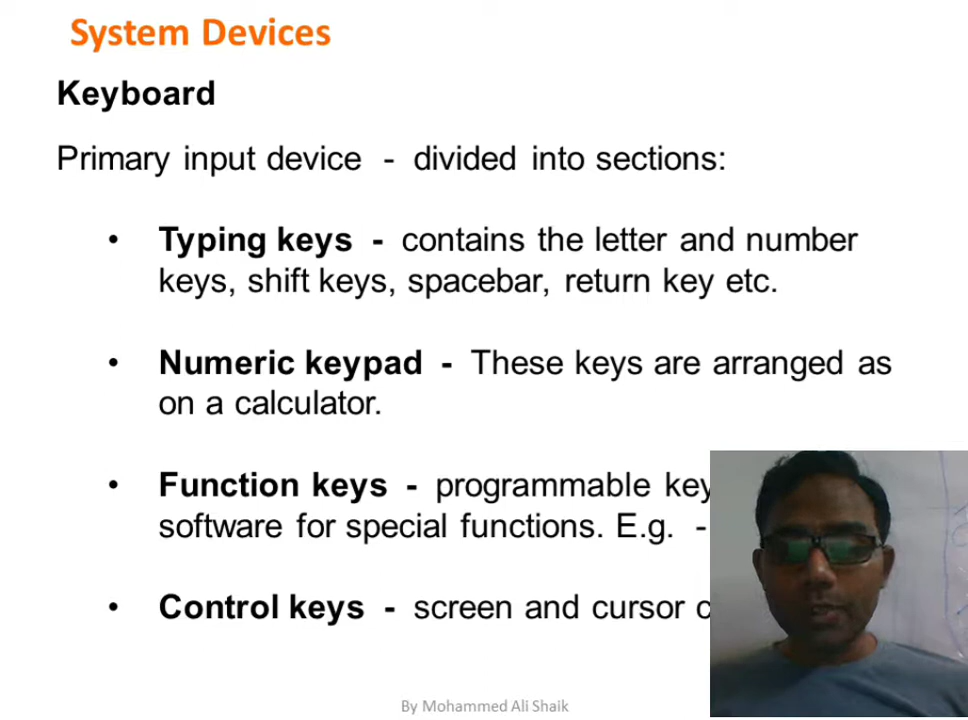 System Devices
Keyboard
Primary input device - divided into sections:
• Typing keys - contains the letter and number
keys, shift keys, spacebar, return key etc.
• Numeric keypad - These keys are arranged as
on a calculator.
• Function keys - programmable
software for special functions. E.g. -
• Control keys - screen and cursor
By Mohammed Ali Shaik